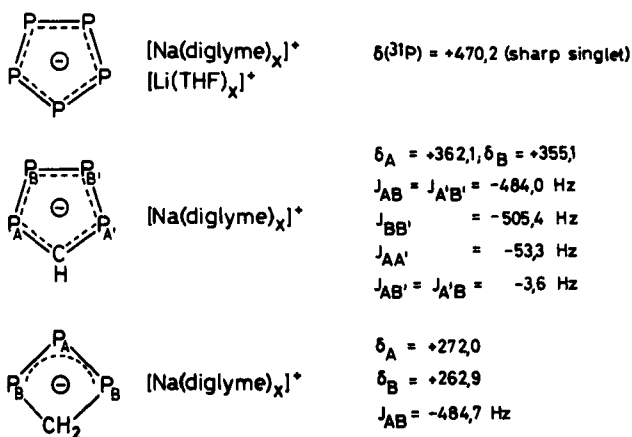 P P
P ⊖ P
P
[Na(diglyme)x]+
[Li(THF)x]+
δ(31P) = +470,2 (sharp singlet)
PB PB'
⊖
PA PA'
C
H
[Na(diglyme)x]+
δA = +362,1; δB = +355,1
JAB = JA'B' = -484,0 Hz
JBB' = -505,4 Hz
JAA' = -53,3 Hz
JAB' = JA'B = -3,6 Hz
PA
PB ⊖ PB
CH2
[Na(diglyme)x]+
δA = +272,0
δB = +262,9
JAB = -484,7 Hz